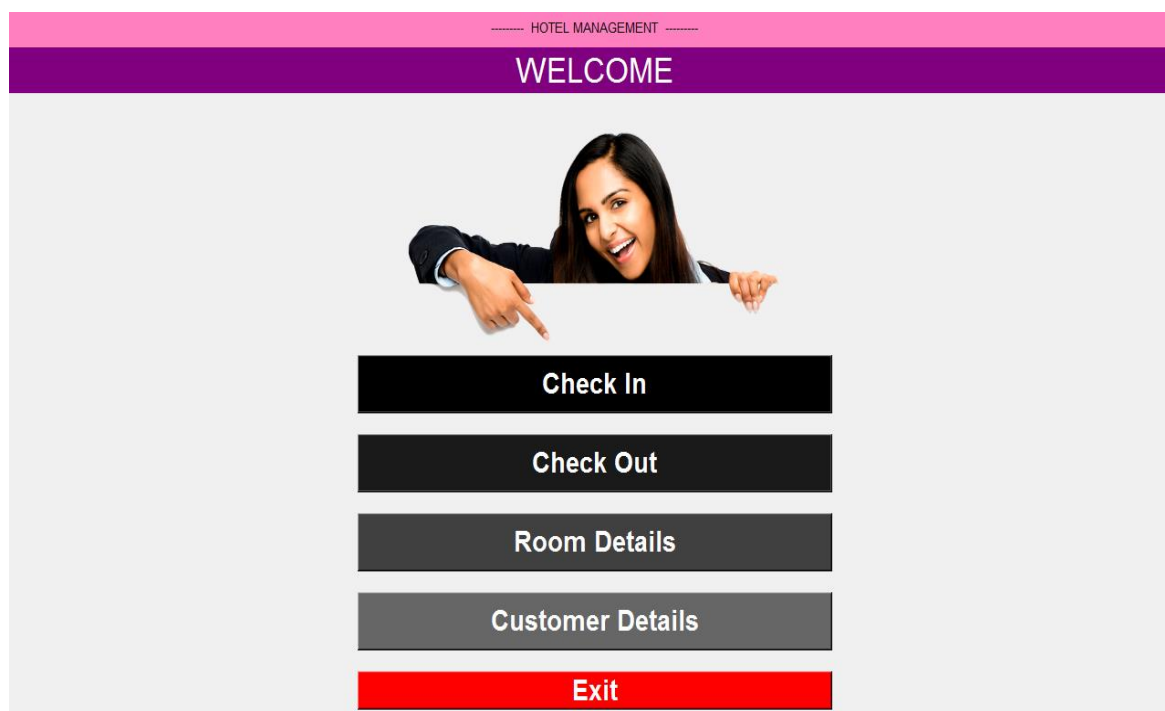 --------- HOTEL MANAGEMENT ---------
WELCOME
Check In
Check Out
Room Details
Customer Details
Exit